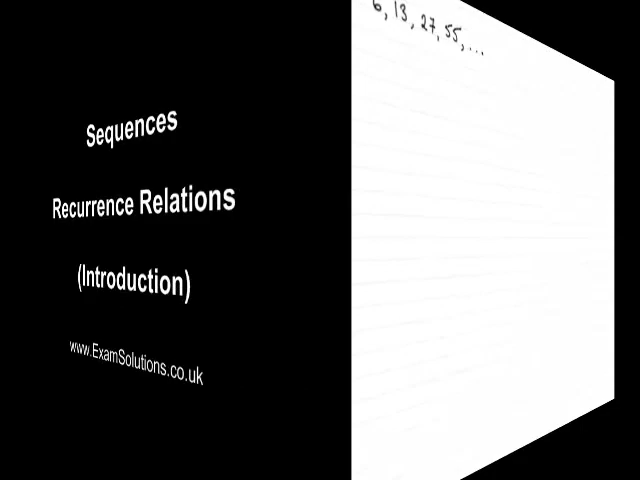 Sequences
Recurrence Relations
(Introduction)
www.ExamSolutions.co.uk
6, 13, 27, 55, ...